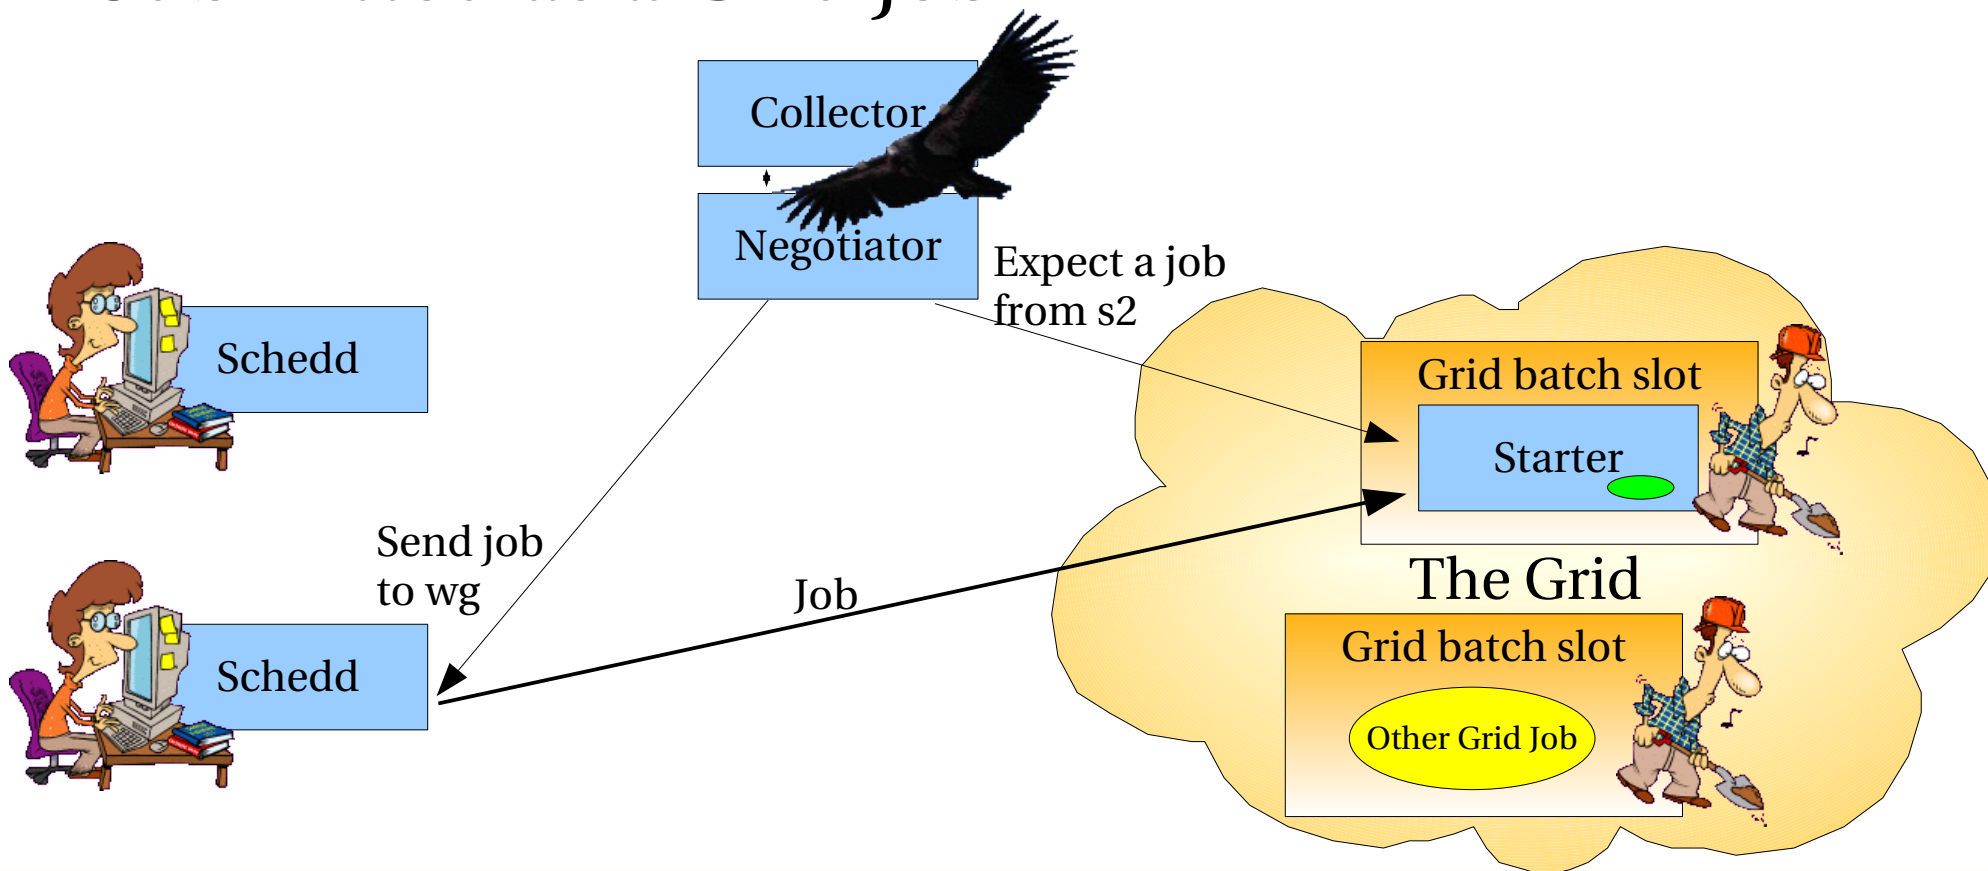 Collector
Negotiator
Expect a job
from s2
Schedd
Grid batch slot
Starter
Send job
to wg
Job
The Grid
Schedd
Grid batch slot
Other Grid Job